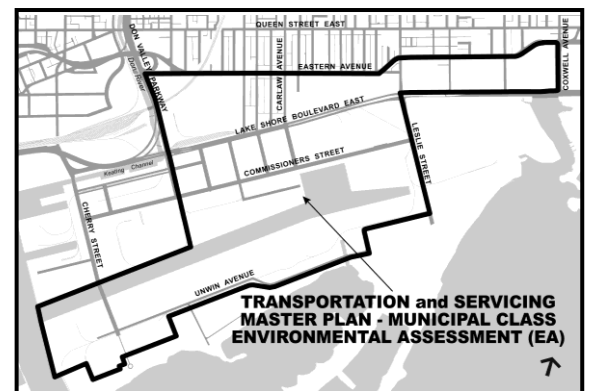 QUEEN STREET EAST
DON VALLEY PARKWAY
Don River
CARLAW AVENUE
EASTERN AVENUE
COXWELL AVENUE
LAKE SHORE BOULEVARD EAST
Keating Channel
COMMISSIONERS STREET
LESLIE STREET
CHERRY STREET
UNWIN AVENUE
TRANSPORTATION and SERVICING
MASTER PLAN - MUNICIPAL CLASS
ENVIRONMENTAL ASSESSMENT (EA)